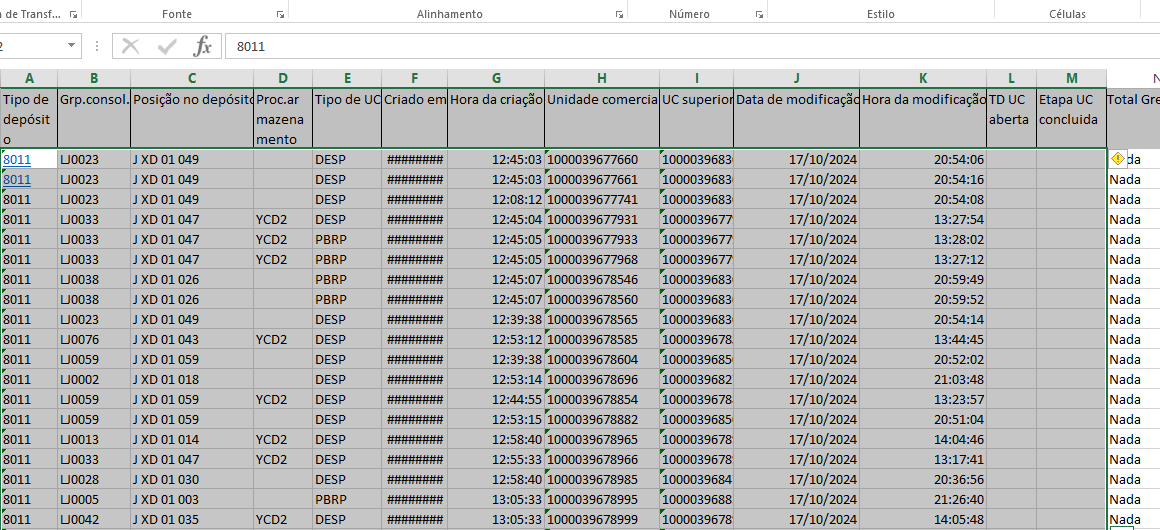 a de Transf... Fonte Alinhamento Número Estilo Células
2 fx 8011
A B C D E F G H I J K L M N
Tipo de depósito Grp.consol. Posição no depósito Proc.armazenamento Tipo de UC Criado em Hora da criação Unidade comercia UC superior Data de modificação Hora da modificação TD UC aberta Etapa UC concluida Total Gre
8011 LJ0023 J XD 01 049 DESP ######## 12:45:03 1000039677660 10000396836 17/10/2024 20:54:06 da
8011 LJ0023 J XD 01 049 DESP ######## 12:45:03 1000039677661 10000396836 17/10/2024 20:54:16 Nada
8011 LJ0023 J XD 01 049 DESP ######## 12:08:12 1000039677741 10000396836 17/10/2024 20:54:08 Nada
8011 LJ0033 J XD 01 047 YCD2 DESP ######## 12:45:04 1000039677931 10000396779 17/10/2024 13:27:54 Nada
8011 LJ0033 J XD 01 047 YCD2 PBRP ######## 12:45:05 1000039677933 10000396779 17/10/2024 13:28:02 Nada
8011 LJ0033 J XD 01 047 YCD2 PBRP ######## 12:45:05 1000039677968 10000396779 17/10/2024 13:27:12 Nada
8011 LJ0038 J XD 01 026 PBRP ######## 12:45:07 1000039678546 10000396836 17/10/2024 20:59:49 Nada
8011 LJ0038 J XD 01 026 PBRP ######## 12:45:07 1000039678560 10000396836 17/10/2024 20:59:52 Nada
8011 LJ0023 J XD 01 049 DESP ######## 12:39:38 1000039678565 10000396836 17/10/2024 20:54:14 Nada
8011 LJ0076 J XD 01 043 YCD2 DESP ######## 12:53:12 1000039678585 1000039678 17/10/2024 13:44:45 Nada
8011 LJ0059 J XD 01 059 DESP ######## 12:39:38 1000039678604 10000396850 17/10/2024 20:52:02 Nada
8011 LJ0002 J XD 01 018 DESP ######## 12:53:14 1000039678696 10000396827 17/10/2024 21:03:48 Nada
8011 LJ0059 J XD 01 059 YCD2 DESP ######## 12:44:55 1000039678854 1000039678 17/10/2024 13:23:57 Nada
8011 LJ0059 J XD 01 059 DESP ######## 12:53:15 1000039678882 10000396850 17/10/2024 20:51:04 Nada
8011 LJ0013 J XD 01 014 YCD2 DESP ######## 12:58:40 1000039678965 10000396789 17/10/2024 14:04:46 Nada
8011 LJ0033 J XD 01 047 YCD2 DESP ######## 12:55:33 1000039678966 10000396789 17/10/2024 13:17:41 Nada
8011 LJ0028 J XD 01 030 DESP ######## 12:58:40 1000039678985 1000039684 17/10/2024 20:36:56 Nada
8011 LJ0005 J XD 01 003 PBRP ######## 13:05:33 1000039678995 1000039688 17/10/2024 21:26:40 Nada
8011 LJ0042 J XD 01 035 YCD2 DESP ######## 13:05:33 1000039678999 10000396789 17/10/2024 14:05:48 Nada